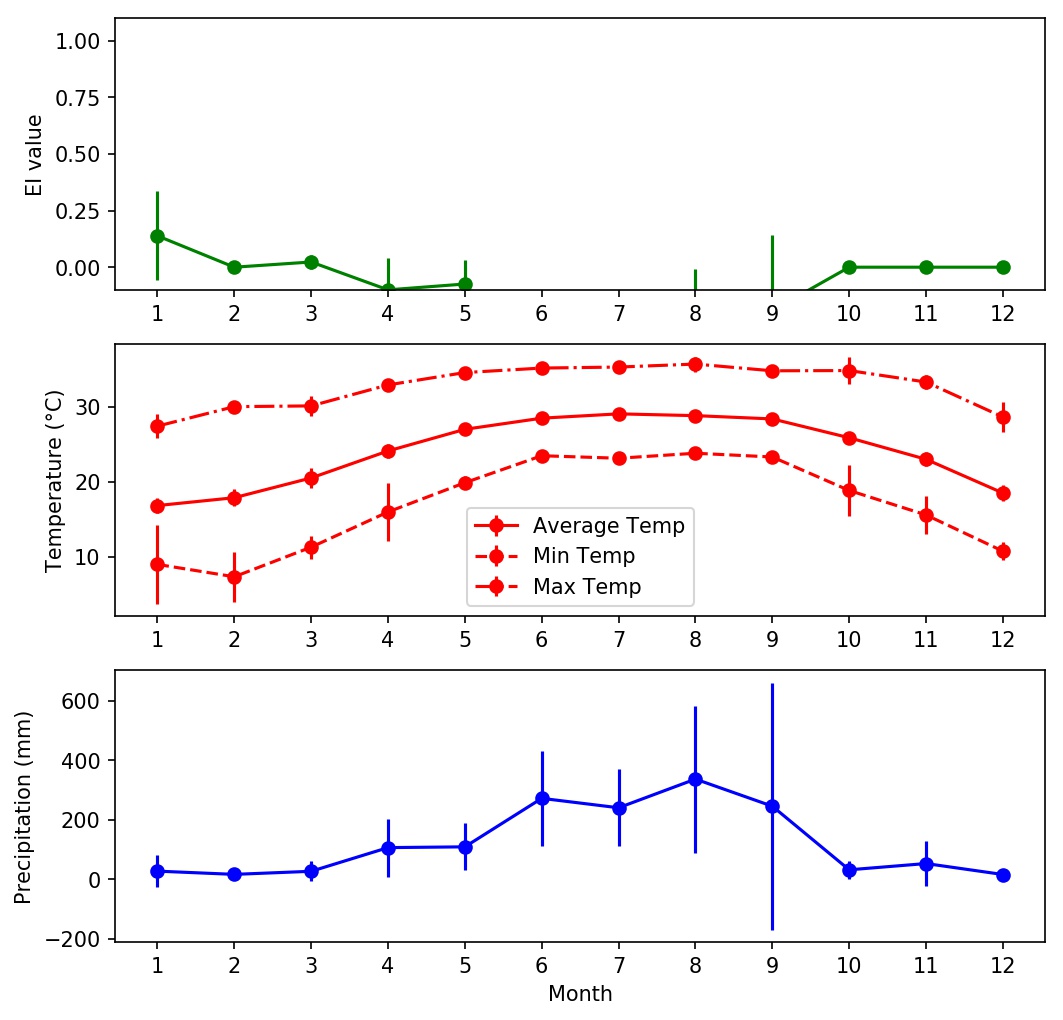 EI value
1.00
0.75
0.50
0.25
0.00
1 2 3 4 5 6 7 8 9 10 11 12
Temperature (°C)
30
20
10
Average Temp
Min Temp
Max Temp
1 2 3 4 5 6 7 8 9 10 11 12
Precipitation (mm)
600
400
200
0
−200
1 2 3 4 5 6 7 8 9 10 11 12
Month